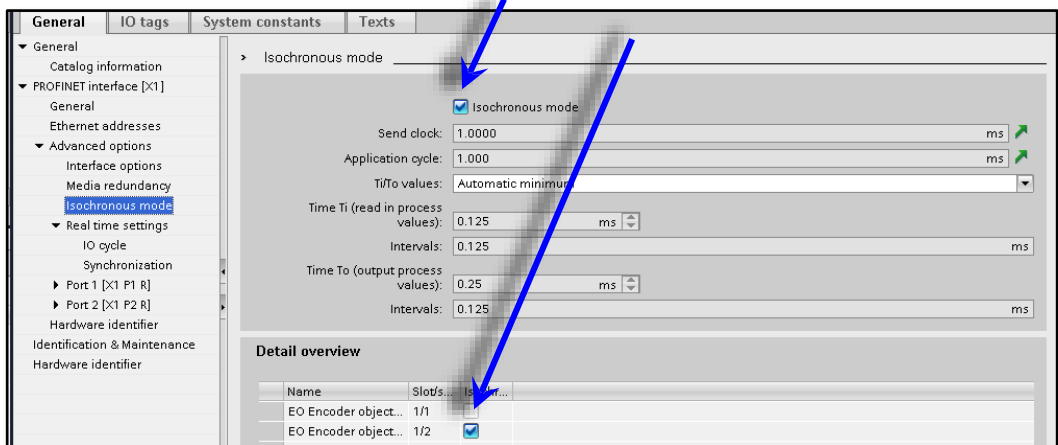 General IO tags System constants Texts
General
Catalog information
PROFINET interface [X1]
General
Ethernet addresses
Advanced options
Interface options
Media redundancy
Isochronous mode
Real time settings
IO cycle
Synchronization
Port 1 [X1 P1 R]
Port 2 [X1 P2 R]
Hardware identifier
Identification & Maintenance
Hardware identifier
Isochronous mode
Isochronous mode
Send clock: 1.0000 ms
Application cycle: 1.000 ms
Ti/To values: Automatic minimum
Time Ti (read in process
values): 0.125 ms
Intervals: 0.125 ms
Time To (output process
values): 0.25 ms
Intervals: 0.125 ms
Detail overview
Name Slot/s...
EO Encoder object... 1/1
EO Encoder object... 1/2